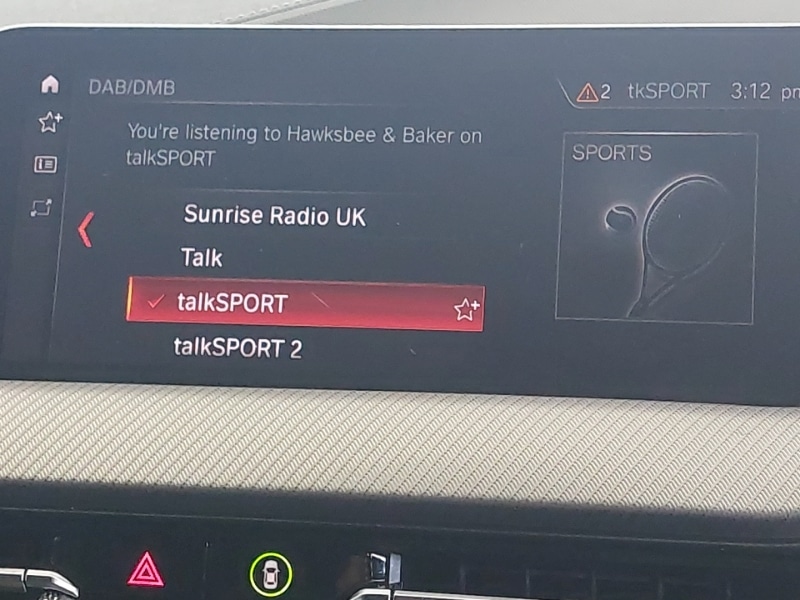 DAB/DMB
2 tkSPORT 3:12 pm
You're listening to Hawksbee & Baker on
talkSPORT
SPORTS
Sunrise Radio UK
Talk
talkSPORT
talkSPORT 2